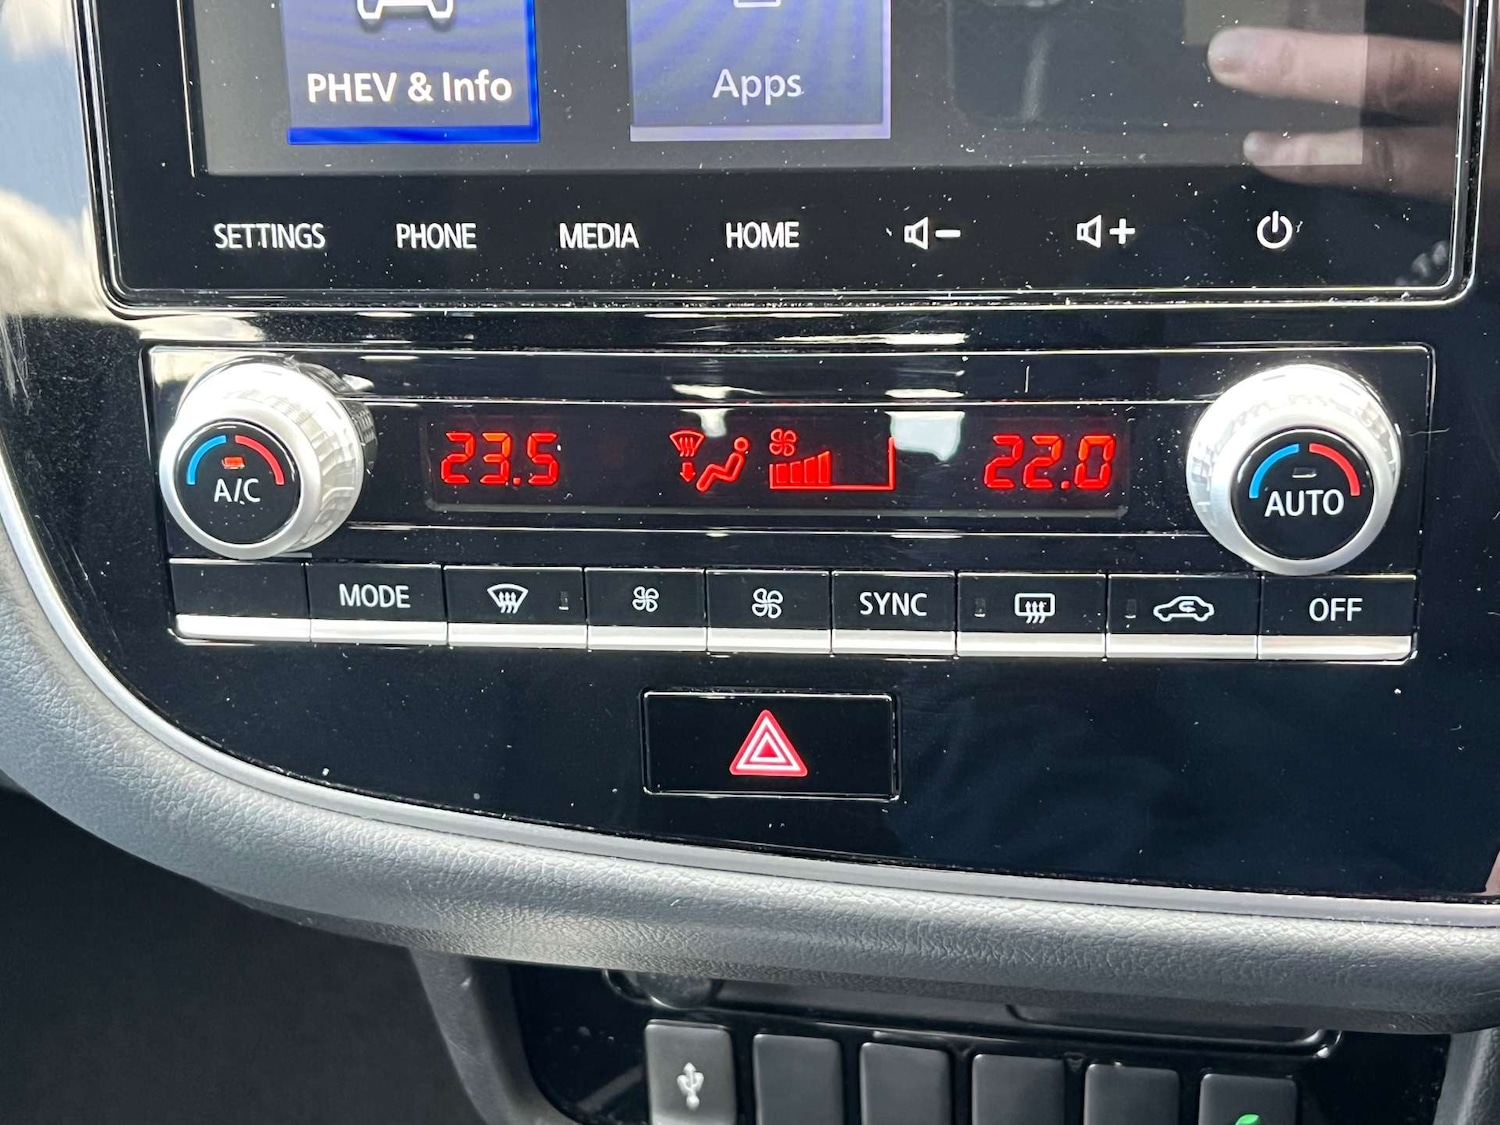 PHEV & Info
Apps
SETTINGS PHONE MEDIA HOME
23.5 22.0
A/C AUTO
MODE SYNC OFF